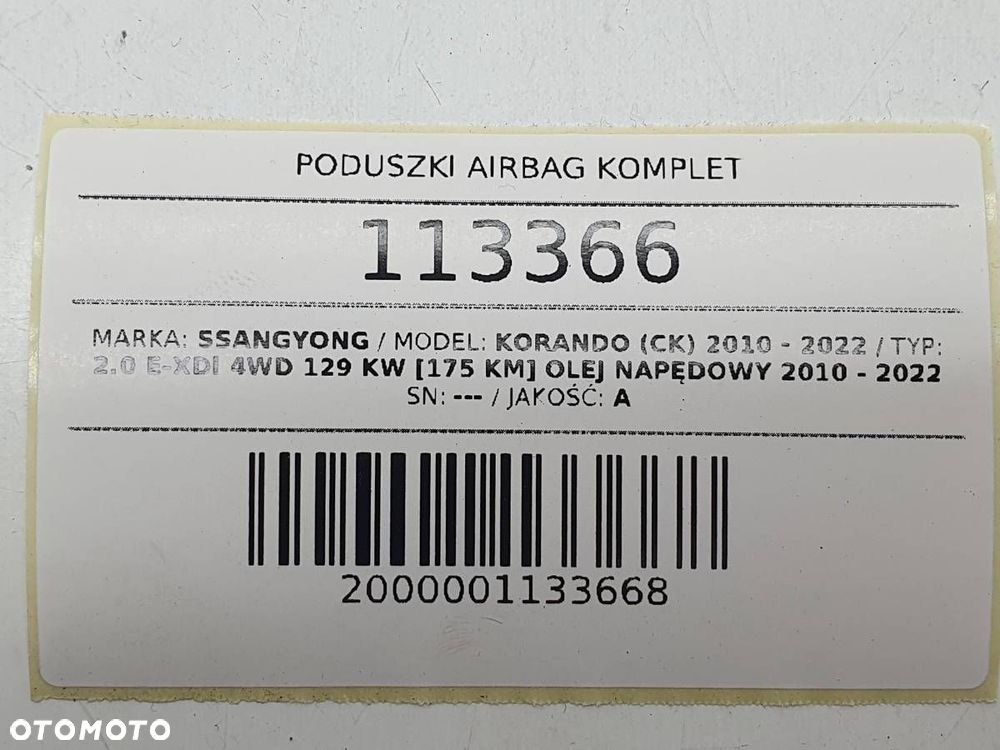 PODUSZKI AIRBAG KOMPLET
113366
MARKA: SSANGYONG / MODEL: KORANDO (CK) 2010 - 2022 / TYP:
2.0 E-XDI 4WD 129 KW [175 KM] OLEJ NAPĘDOWY 2010 - 2022
SN: --- / JAKOŚĆ: A
2000001133668
OTOMOTO